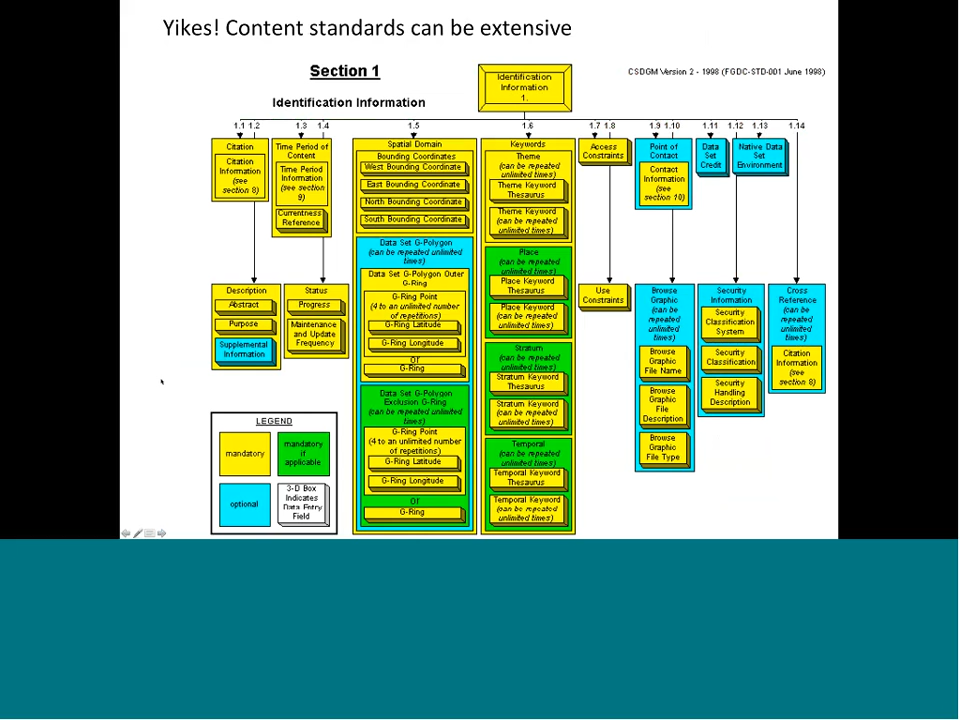 Yikes! Content standards can be extensive
Section 1
Identification Information
Identification
Information
1.
CSDGM Version 2 - 1998 (FGDC-STD-001 June 1998)
1.1 1.2 1.3 1.4 1.5 1.6 1.7 1.8 1.9 1.10 1.11 1.12 1.13 1.14
Citation
Citation
Information
(see
section 8)
Time Period of
Content
Time Period
Information
(see section
9)
Currentness
Reference
Spatial Domain
Bounding Coordinates
West Bounding Coordinate
East Bounding Coordinate
North Bounding Coordinate
South Bounding Coordinate
Data Set G-Polygon
(can be repeated unlimited
times)
Data Set G-Polygon Outer
G-Ring
G-Ring Point
(4 to an unlimited number
of repetitions)
G-Ring Latitude
G-Ring Longitude
or
G-Ring
Data Set G-Polygon
Exclusion G-Ring
(can be repeated unlimited
times)
G-Ring Point
(4 to an unlimited number
of repetitions)
G-Ring Latitude
G-Ring Longitude
or
G-Ring
Keywords
Theme
(can be repeated
unlimited times)
Theme Keyword
Thesaurus
Theme Keyword
(can be repeated
unlimited times)
Place
(can be repeated
unlimited times)
Place Keyword
Thesaurus
Place Keyword
(can be repeated
unlimited times)
Stratum
(can be repeated
unlimited times)
Stratum Keyword
Thesaurus
Stratum Keyword
(can be repeated
unlimited times)
Temporal
(can be repeated
unlimited times)
Temporal Keyword
Thesaurus
Temporal Keyword
(can be repeated
unlimited times)
Access
Constraints
Point of
Contact
Contact
Information
(see
section 10)
Data
Set
Credit
Native Data
Set
Environment
Description
Abstract
Purpose
Supplemental
Information
Status
Progress
Maintenance
and Update
Frequency
Use
Constraints
Browse
Graphic
(can be
repeated
unlimited
times)
Browse
Graphic
File Name
Browse
Graphic
File
Description
Browse
Graphic
File Type
Security
Information
Security
Classification
System
Security
Classification
Security
Handling
Description
Cross
Reference
(can be
repeated
unlimited
times)
Citation
Information
(see
section 8)
LEGEND
mandatory
mandatory
if
applicable
optional
3-D Box
Indicates
Data Entry
Field